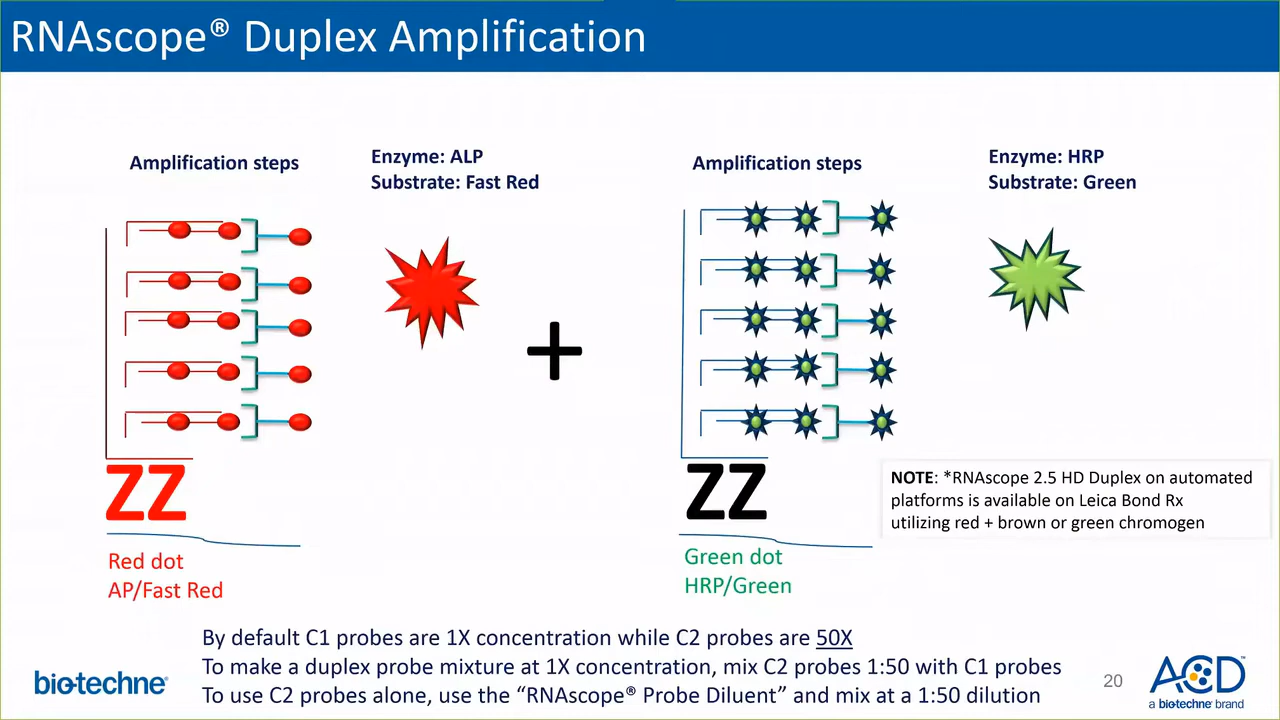 RNAscope® Duplex Amplification
Amplification steps
Enzyme: ALP
Substrate: Fast Red
Amplification steps
Enzyme: HRP
Substrate: Green
+
ZZ
Red dot
AP/Fast Red
ZZ
Green dot
HRP/Green
NOTE: *RNAscope 2.5 HD Duplex on automated
platforms is available on Leica Bond Rx
utilizing red + brown or green chromogen
By default C1 probes are 1X concentration while C2 probes are 50X
To make a duplex probe mixture at 1X concentration, mix C2 probes 1:50 with C1 probes
To use C2 probes alone, use the “RNAscope® Probe Diluent” and mix at a 1:50 dilution
bio-techne®
20
ACD™
a bio-techne® brand